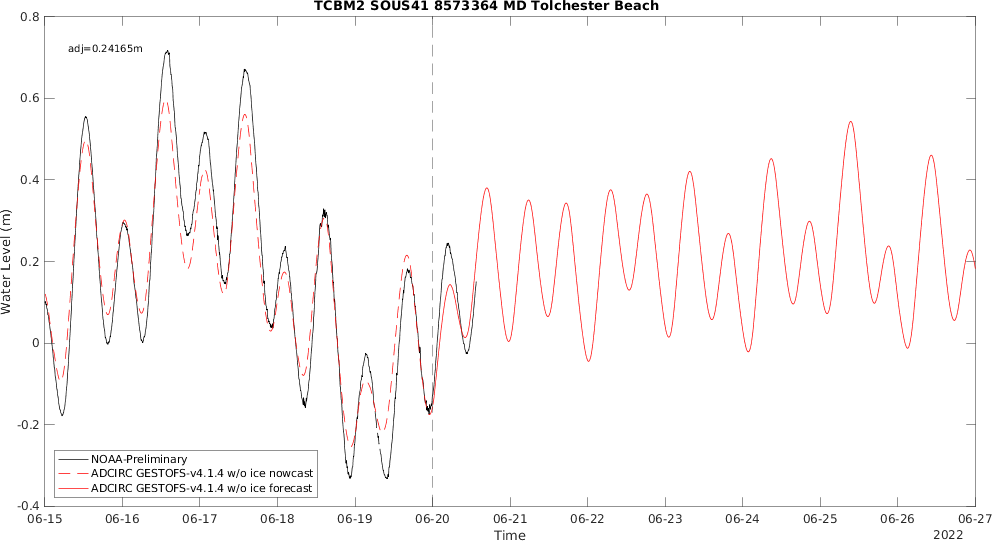 TCBM2 SOUS41 8573364 MD Tolchester Beach
adj=0.24165m
0.8
0.6
0.4
0.2
0
-0.2
-0.4
Water Level (m)
NOAA-Preliminary
ADCIRC GESTOFS-v4.1.4 w/o ice nowcast
ADCIRC GESTOFS-v4.1.4 w/o ice forecast
06-15 06-16 06-17 06-18 06-19 06-20 06-21 06-22 06-23 06-24 06-25 06-26 06-27
Time
2022